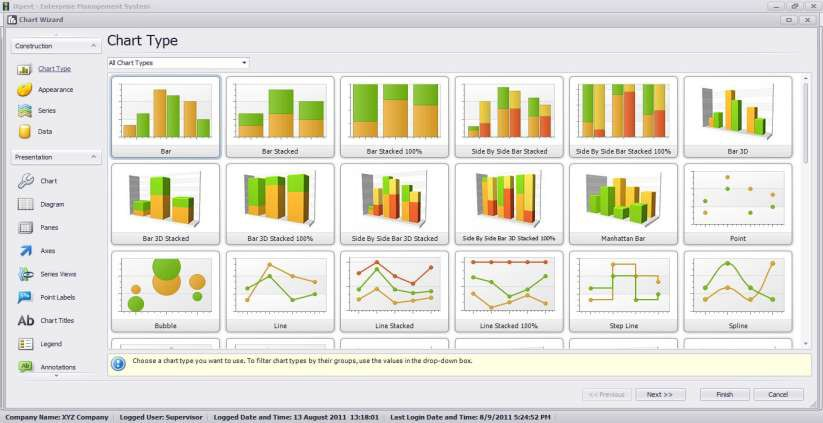 Xpert - Enterprise Management System
Chart Wizard
Construction
Chart Type
Appearance
Series
Data
Presentation
Chart
Diagram
Panes
Axes
Series Views
Point Labels
Chart Titles
Legend
Annotations
Chart Type
All Chart Types
Bar
Bar Stacked
Bar Stacked 100%
Side By Side Bar Stacked
Side By Side Bar Stacked 100%
Bar 3D
Bar 3D Stacked
Bar 3D Stacked 100%
Side By Side Bar 3D Stacked
Side By Side Bar 3D Stacked 100%
Manhattan Bar
Point
Bubble
Line
Line Stacked
Line Stacked 100%
Step Line
Spline
Choose a chart type you want to use. To filter chart types by their groups, use the values in the drop-down box.
<< Previous
Next >>
Finish
Cancel
Company Name: XYZ Company Logged User: Supervisor Logged Date and Time: 13 August 2011 13:18:01 Last Login Date and Time: 8/9/2011 5:24:52 PM